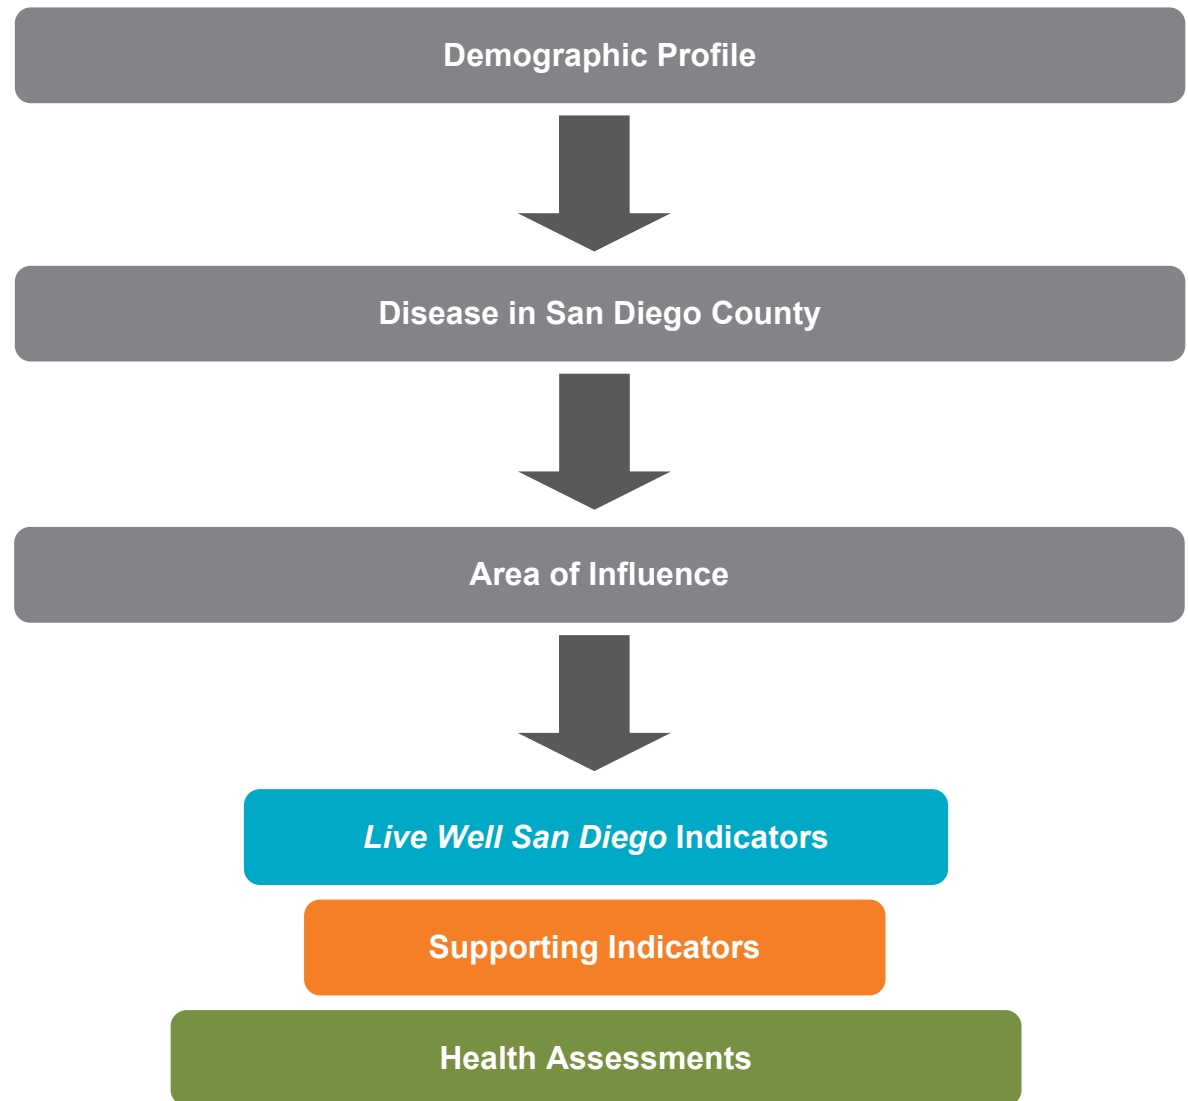 Demographic Profile
Disease in San Diego County
Area of Influence
Live Well San Diego Indicators
Supporting Indicators
Health Assessments